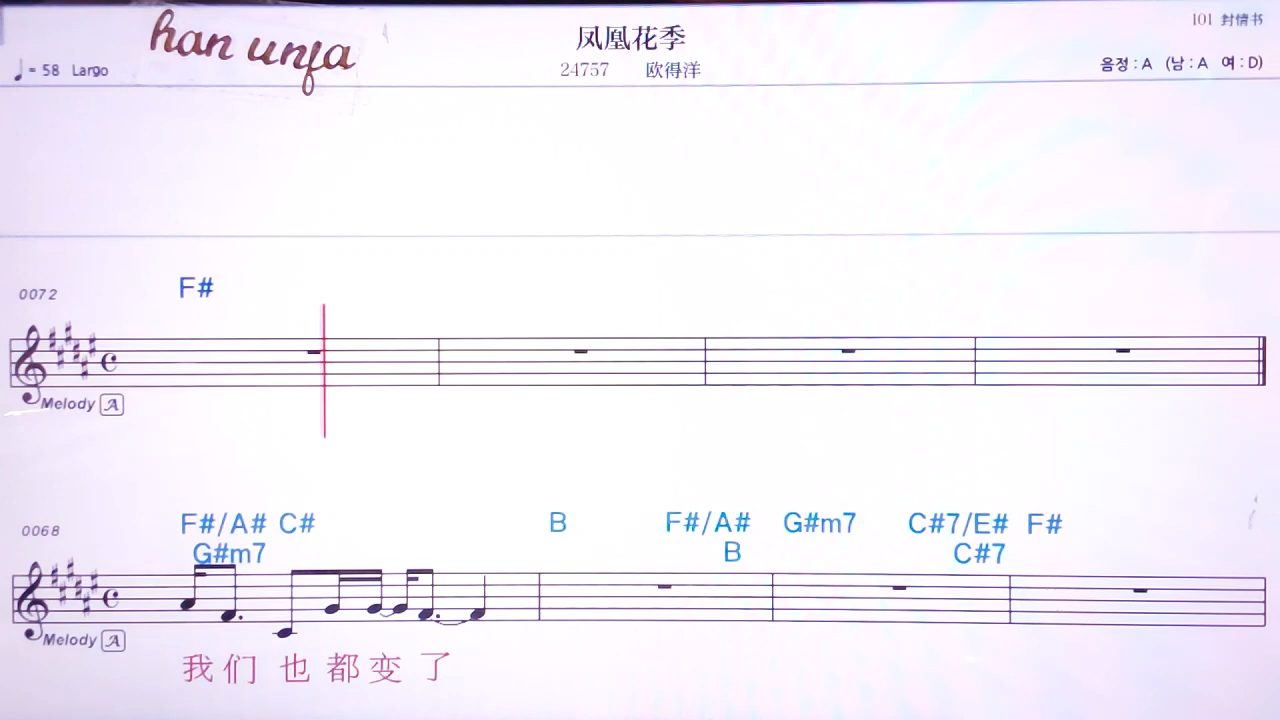 han unfa
凤凰花季
101 封情书
♩= 58 Largo
24757 欧得洋
음정 : A (남 : A 여 : D)
F#
0072
Melody A
0068
F#/A# C# B F#/A# G#m7 C#7/E# F#
G#m7 B C#7
Melody A
我们 也 都变 了